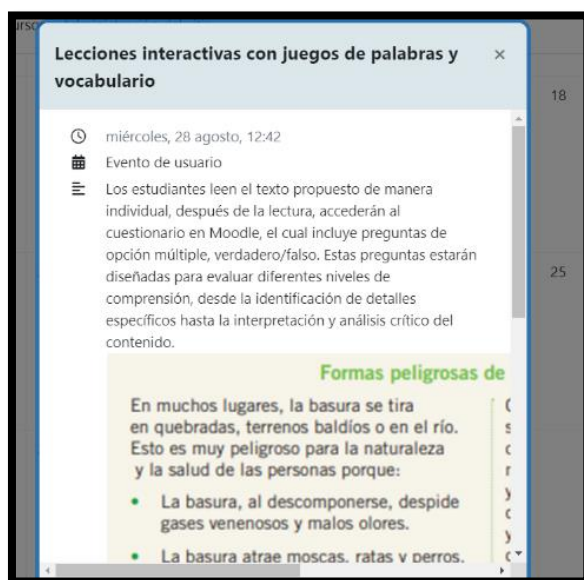 Lecciones interactivas con juegos de palabras y
vocabulario
×
18
miércoles, 28 agosto, 12:42
Evento de usuario
Los estudiantes leen el texto propuesto de manera
individual, después de la lectura, accederán al
cuestionario en Moodle, el cual incluye preguntas de
opción múltiple, verdadero/falso. Estas preguntas estarán
diseñadas para evaluar diferentes niveles de
comprensión, desde la identificación de detalles
específicos hasta la interpretación y análisis crítico del
contenido.
25
Formas peligrosas de
En muchos lugares, la basura se tira
en quebradas, terrenos baldíos o en el río.
Esto es muy peligroso para la naturaleza
y la salud de las personas porque:
• La basura, al descomponerse, despide
gases venenosos y malos olores.
• La basura atrae moscas, ratas y perros.